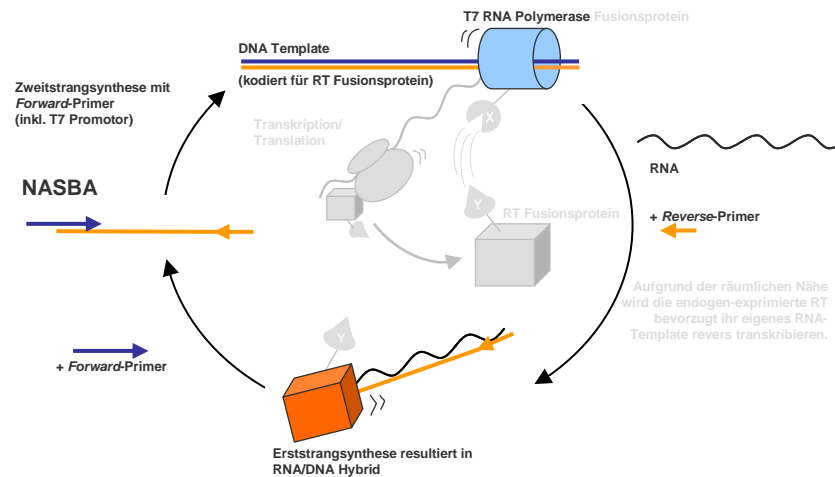 T7 RNA Polymerase Fusionsprotein
DNA Template
(kodiert für RT Fusionsprotein)
Zweitstrangsynthese mit
Forward-Primer
(inkl. T7 Promotor)
X
Transkription/
Translation
RNA
NASBA
Y
RT Fusionsprotein
+ Reverse-Primer
Y
Aufgrund der räumlichen Nähe
wird die endogen-exprimierte RT
bevorzugt ihr eigenes RNA-
Template revers transkribieren.
Y
+ Forward-Primer
Erststrangsynthese resultiert in
RNA/DNA Hybrid